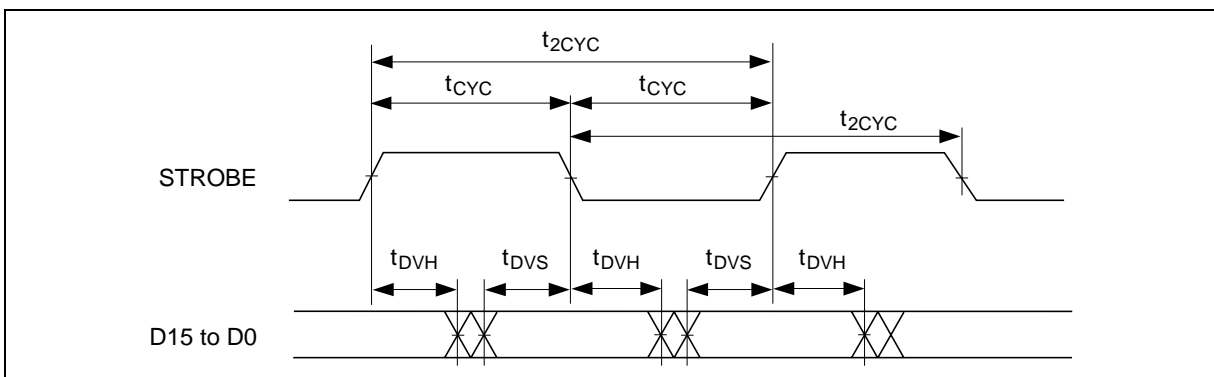 t2CYC
tCYC tCYC
t2CYC
STROBE
tDVH tDVS tDVH tDVS tDVH
D15 to D0